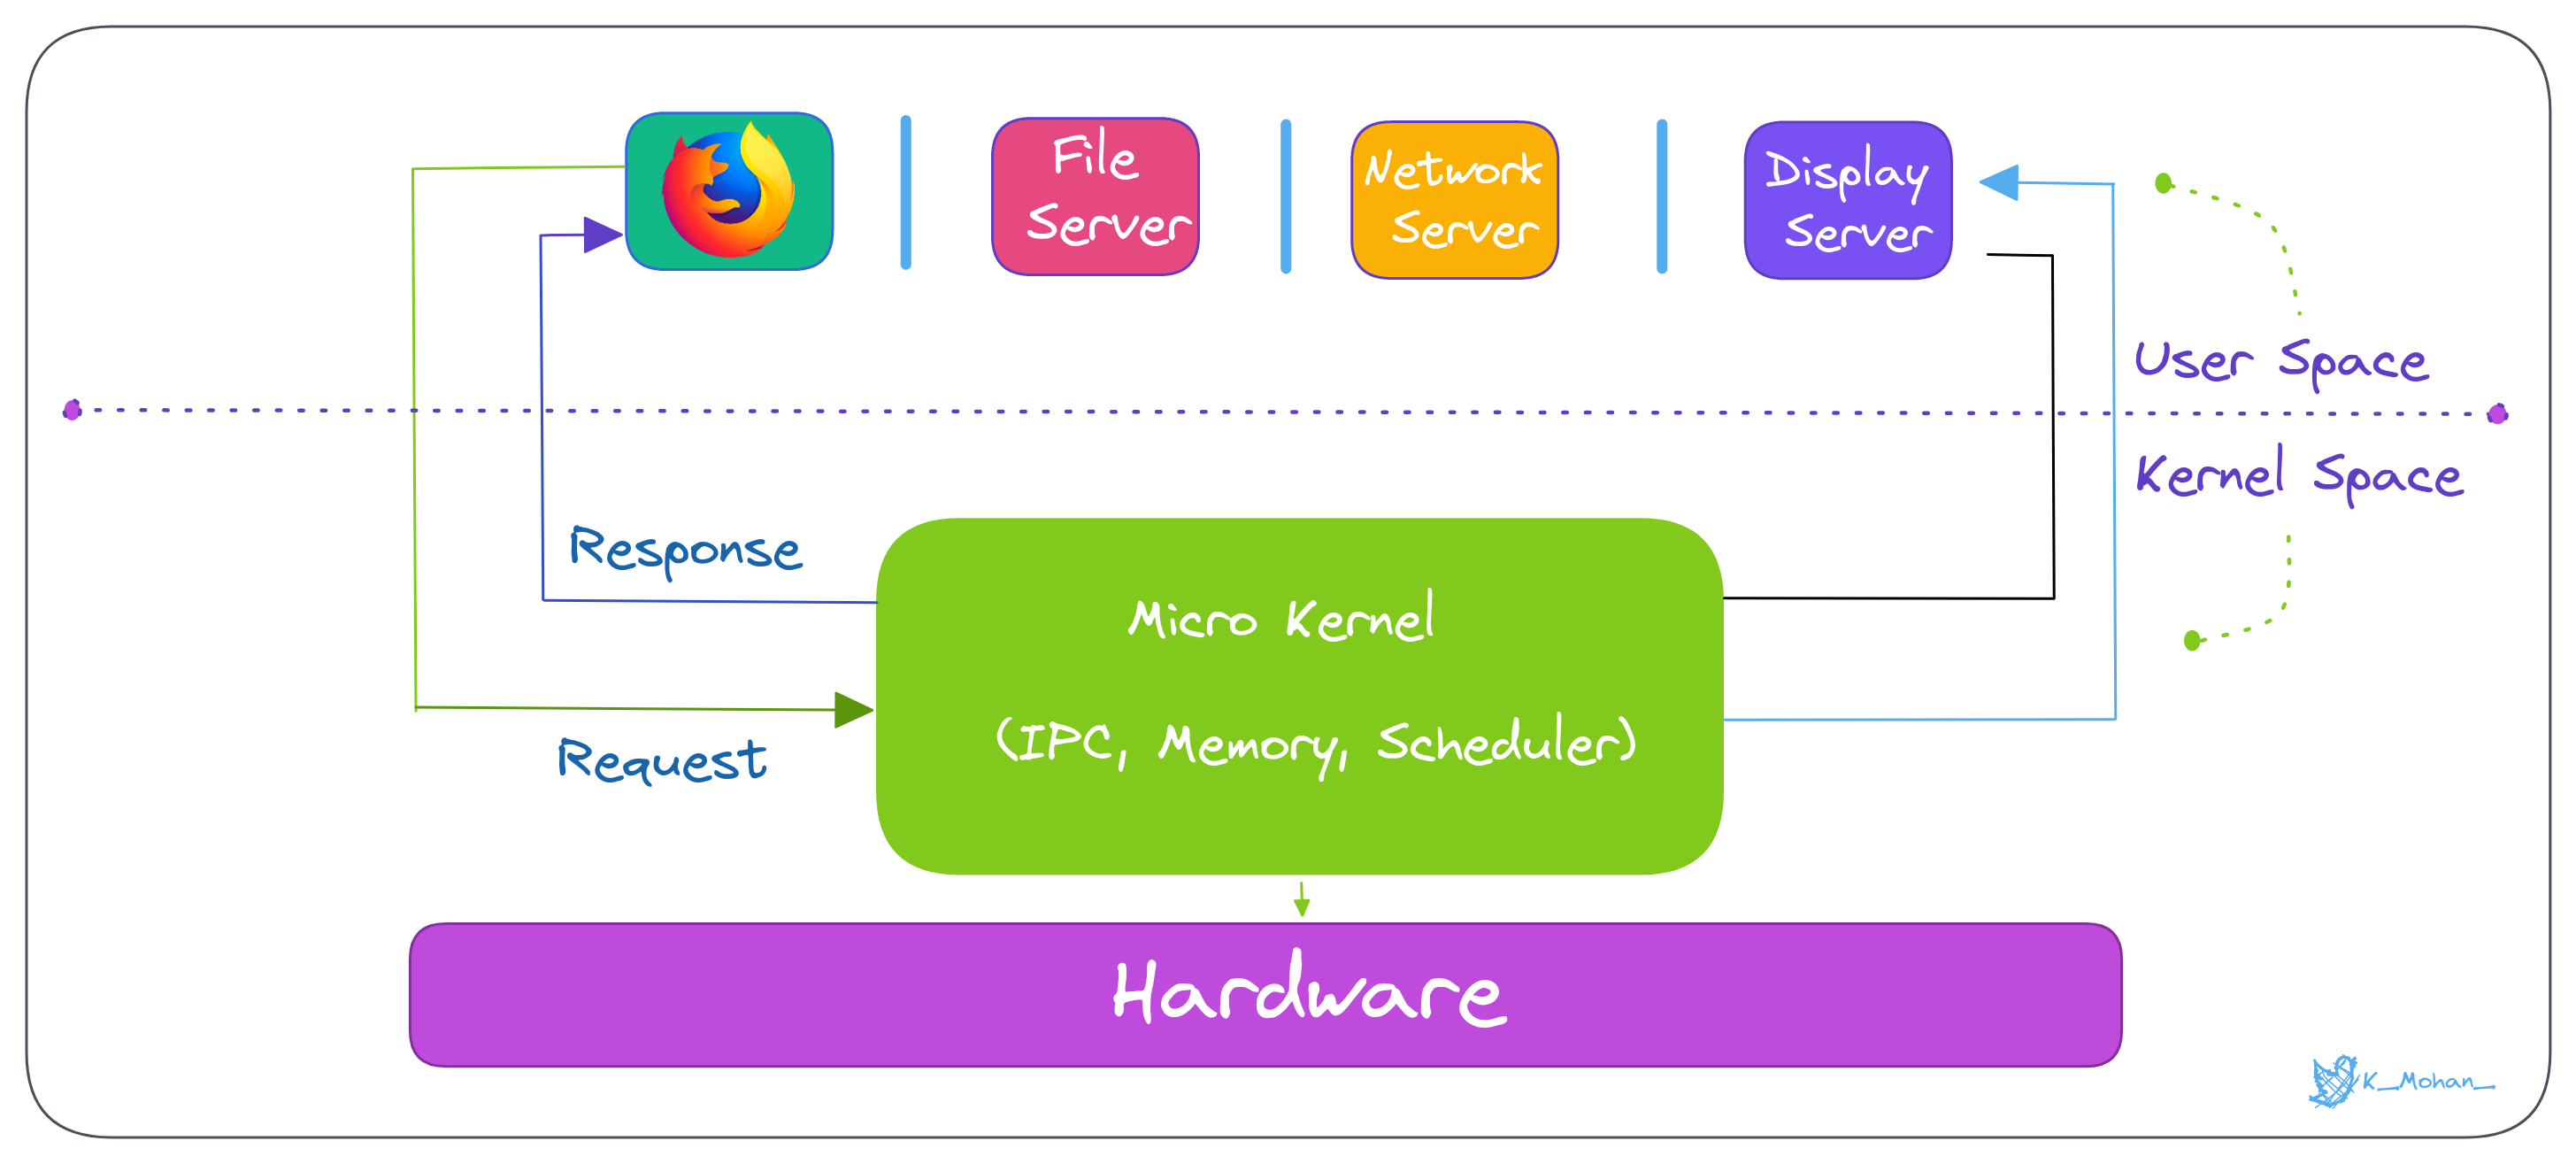 File
Server
Network
Server
Display
Server
User Space
Kernel Space
Response
Micro Kernel
(IPC, Memory, Scheduler)
Request
Hardware
K_Mohan_